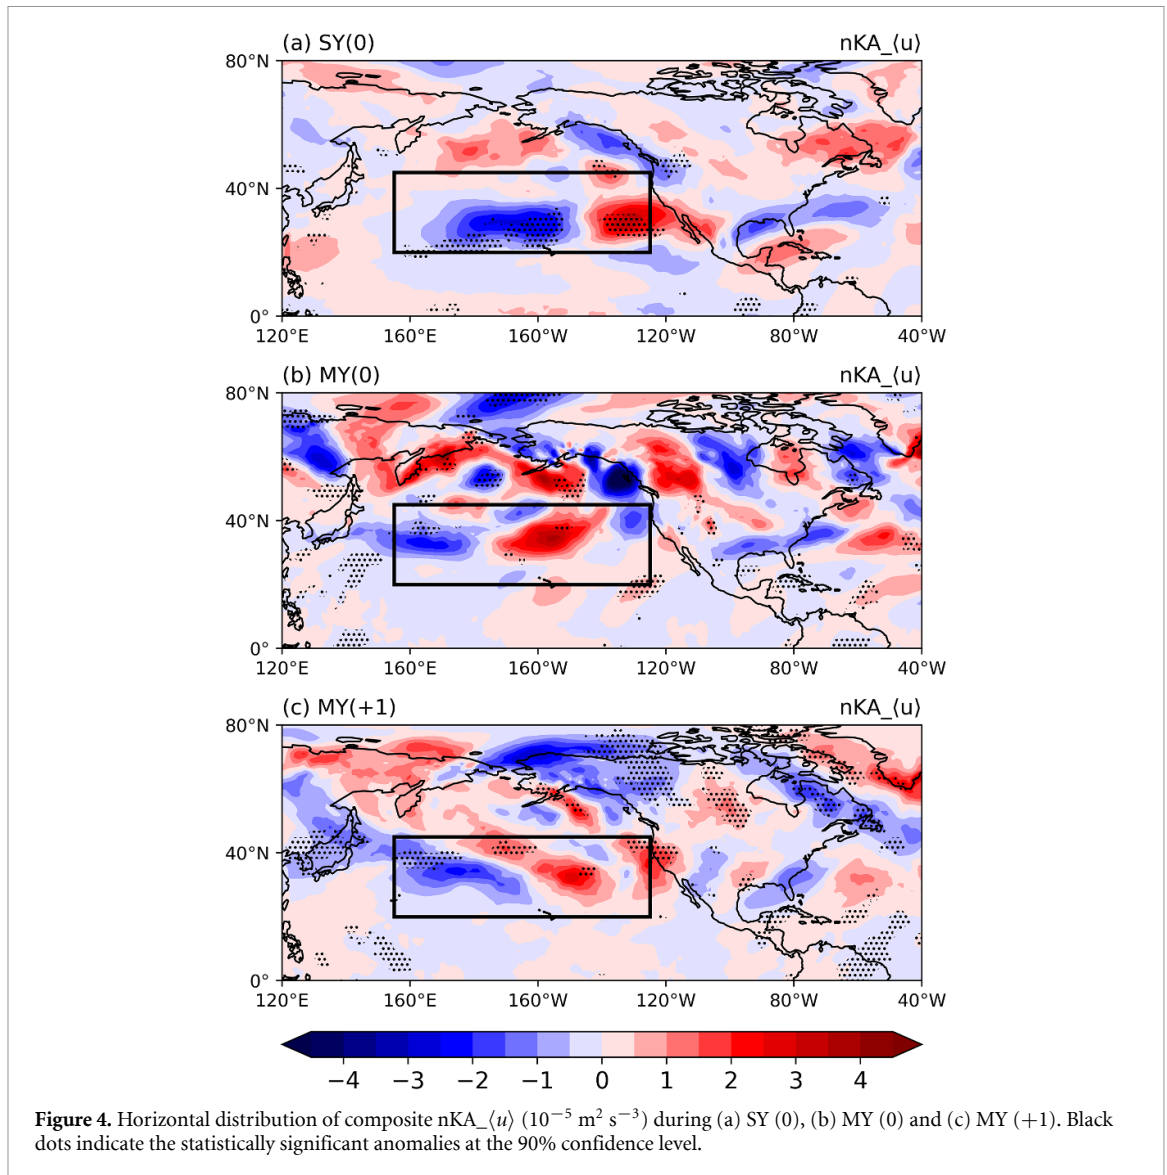 (a) SY(0) nKA_⟨u⟩
80°N
40°N
0°
120°E 160°E 160°W 120°W 80°W 40°W
(b) MY(0) nKA_⟨u⟩
80°N
40°N
0°
120°E 160°E 160°W 120°W 80°W 40°W
(c) MY(+1) nKA_⟨u⟩
80°N
40°N
0°
120°E 160°E 160°W 120°W 80°W 40°W
−4 −3 −2 −1 0 1 2 3 4
Figure 4. Horizontal distribution of composite nKA_⟨u⟩ (10⁻⁵ m² s⁻³) during (a) SY (0), (b) MY (0) and (c) MY (+1). Black
dots indicate the statistically significant anomalies at the 90% confidence level.